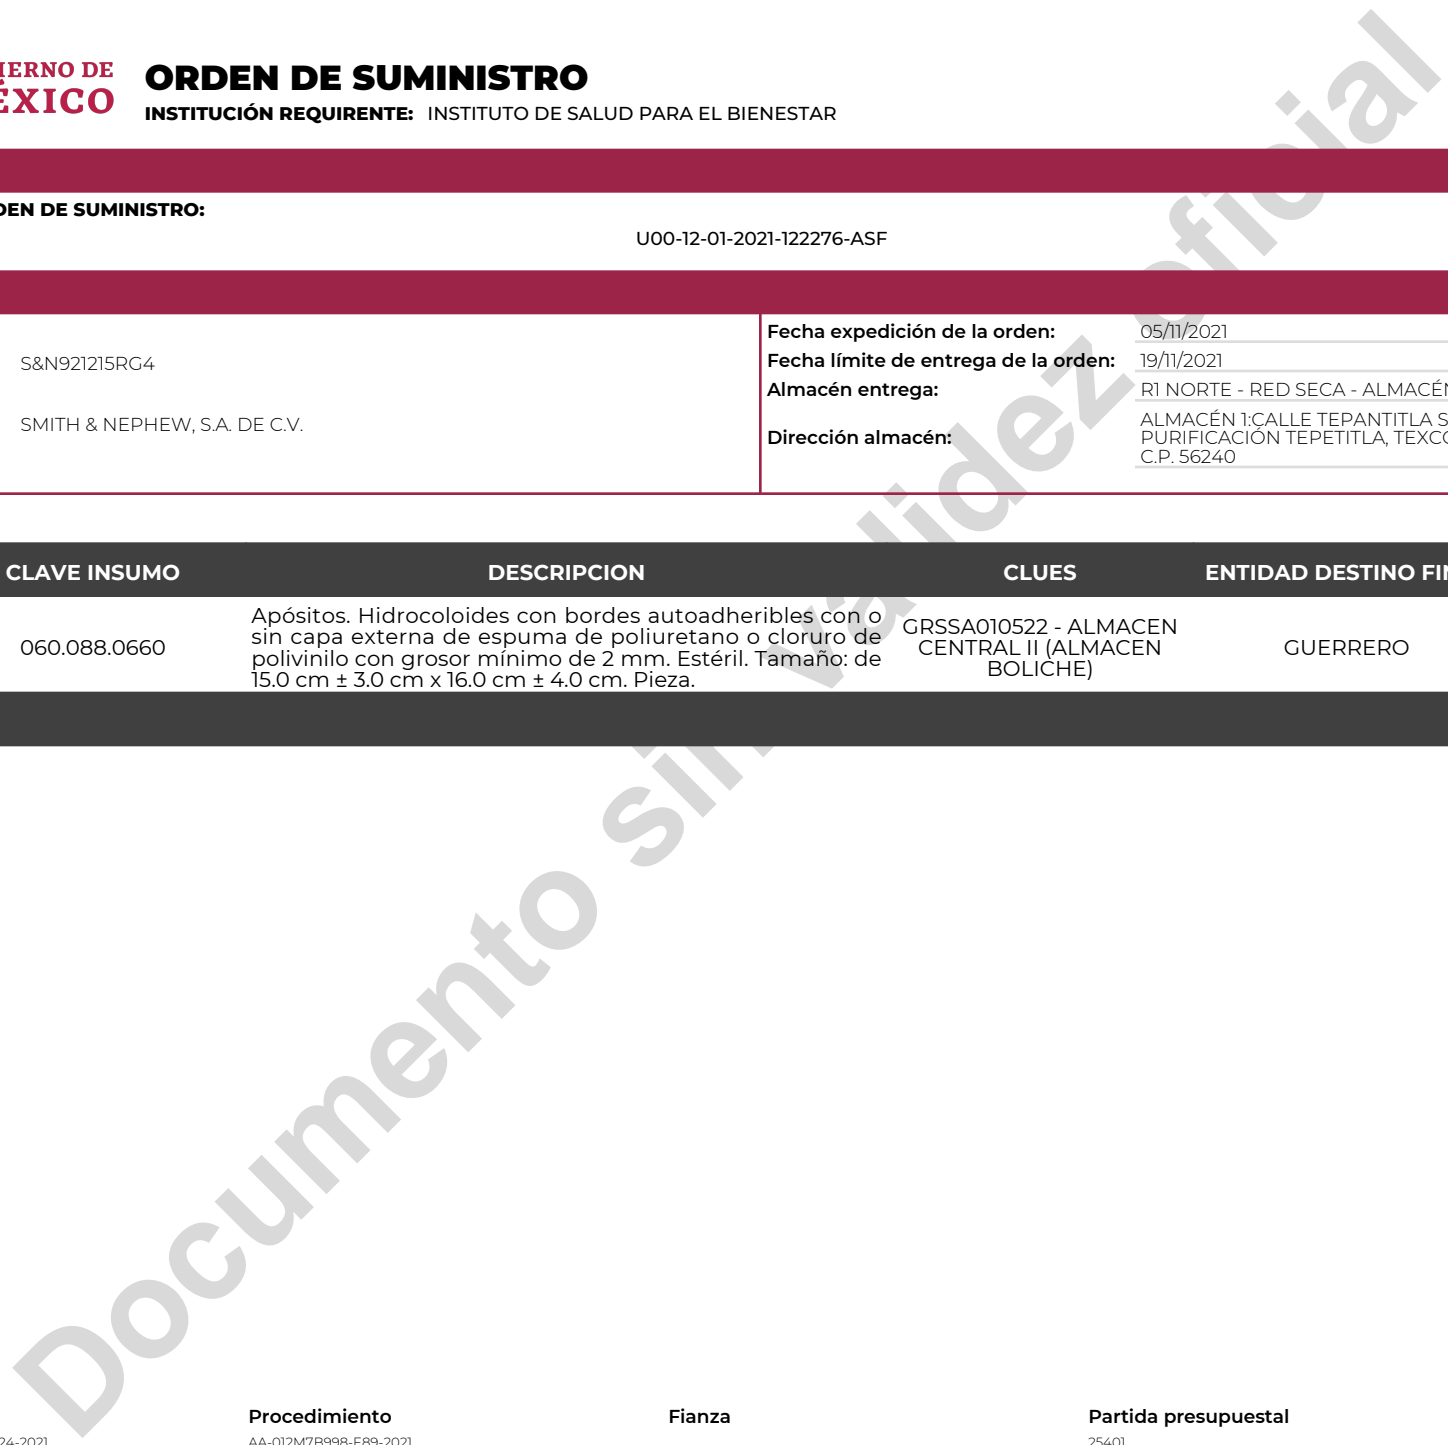 ORDEN DE SUMINISTRO
INSTITUCIÓN REQUIRENTE: INSTITUTO DE SALUD PARA EL BIENESTAR
DE SUMINISTRO:
U00-12-01-2021-122276-ASF
S&N921215RG4
SMITH & NEPHEW, S.A. DE C.V.
Fecha expedición de la orden: 05/11/2021
Fecha límite de entrega de la orden: 19/11/2021
Almacén entrega: R1 NORTE - RED SECA - ALMACÉN
Dirección almacén:
ALMACÉN 1:CALLE TEPANTITLA
PURIFICACIÓN TEPETITLA,
C.P. 56240
CLAVE INSUMO DESCRIPCION CLUES ENTIDAD DESTINO
060.088.0660
Apósitos. Hidrocoloides con bordes autoadheribles con o
sin capa externa de espuma de poliuretano o cloruro de
polivinilo con grosor mínimo de 2 mm. Estéril. Tamaño: de
15.0 cm ± 3.0 cm x 16.0 cm ± 4.0 cm. Pieza.
GRSSA010522 - ALMACEN
CENTRAL II (ALMACEN
BOLICHE)
GUERRERO
Documento sin validez oficial
Procedimiento Fianza Partida presupuestal
AA-012M7B998-E89-2021
25401